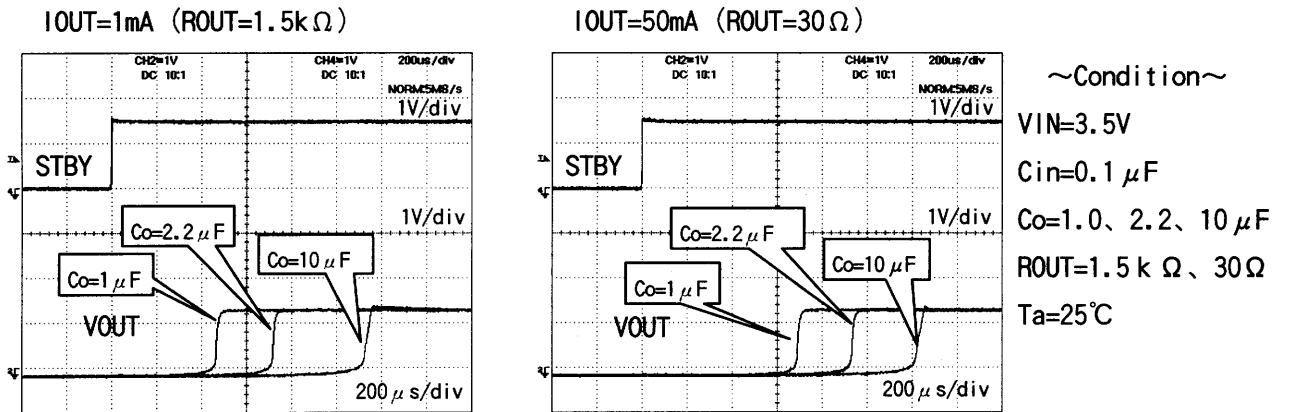 IOUT=1mA (ROUT=1.5kΩ)
CH2=1V
DC 10:1
CH4=1V
DC 10:1
200us/div
NORM:5MS/s
1V/div
STBY
1V/div
Co=2.2μF
Co=10μF
Co=1μF
VOUT
200μs/div
IOUT=50mA (ROUT=30Ω)
CH2=1V
DC 10:1
CH4=1V
DC 10:1
200us/div
NORM:5MS/s
1V/div
STBY
1V/div
Co=2.2μF
Co=10μF
Co=1μF
VOUT
200μs/div
～Condition～
VIN=3.5V
Cin=0.1μF
Co=1.0、2.2、10μF
ROUT=1.5kΩ、30Ω
Ta=25℃